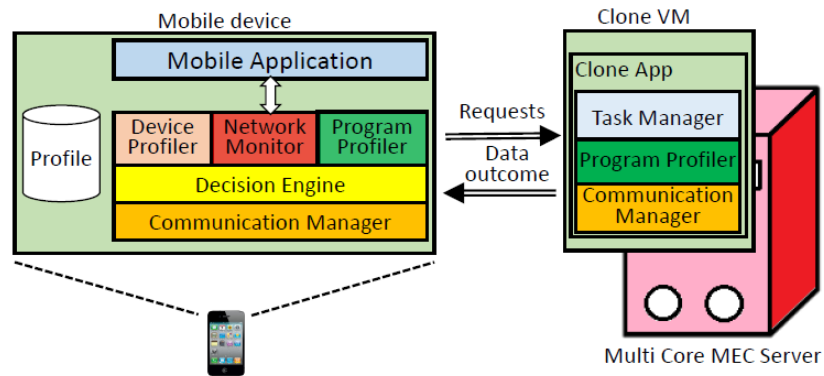 Mobile device
Clone VM
Mobile Application
Clone App
Profile
Device
Profiler
Network
Monitor
Program
Profiler
Decision Engine
Communication Manager
Requests
Data
outcome
Task Manager
Program Profiler
Communication
Manager
Multi Core MEC Server